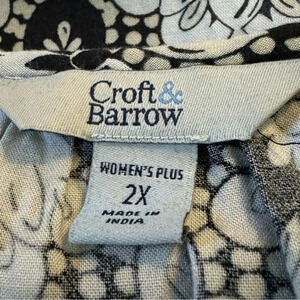 Croft&
Barrow
WOMEN'S PLUS
2X
MADE IN
INDIA